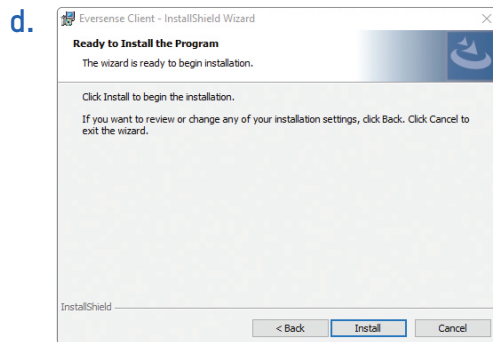 d.
Eversense Client - InstallShield Wizard
Ready to Install the Program
The wizard is ready to begin installation.
Click Install to begin the installation.
If you want to review or change any of your installation settings, click Back. Click Cancel to
exit the wizard.
InstallShield
< Back Install Cancel